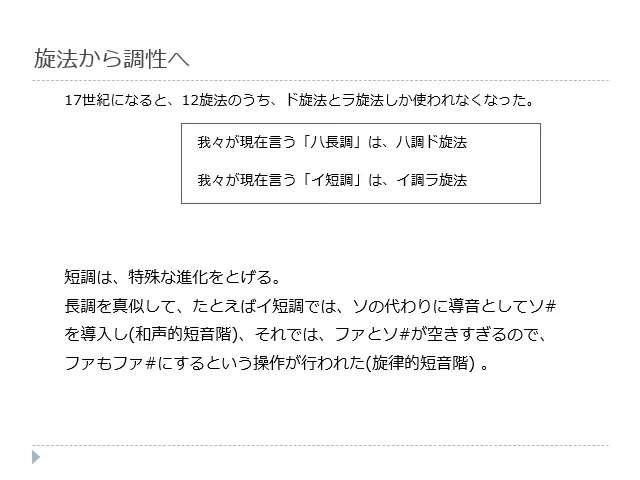 旋法から調性へ
17世紀になると、12旋法のうち、ド旋法とラ旋法しか使われなくなった。
我々が現在言う「ハ長調」は、ハ調ド旋法
我々が現在言う「イ短調」は、イ調ラ旋法
短調は、特殊な進化をとげる。
長調を真似して、たとえばイ短調では、ソの代わりに導音としてソ#
を導入し(和声的短音階)、それでは、ファとソ#が空きすぎるので、
ファもファ#にするという操作が行われた(旋律的短音階) 。